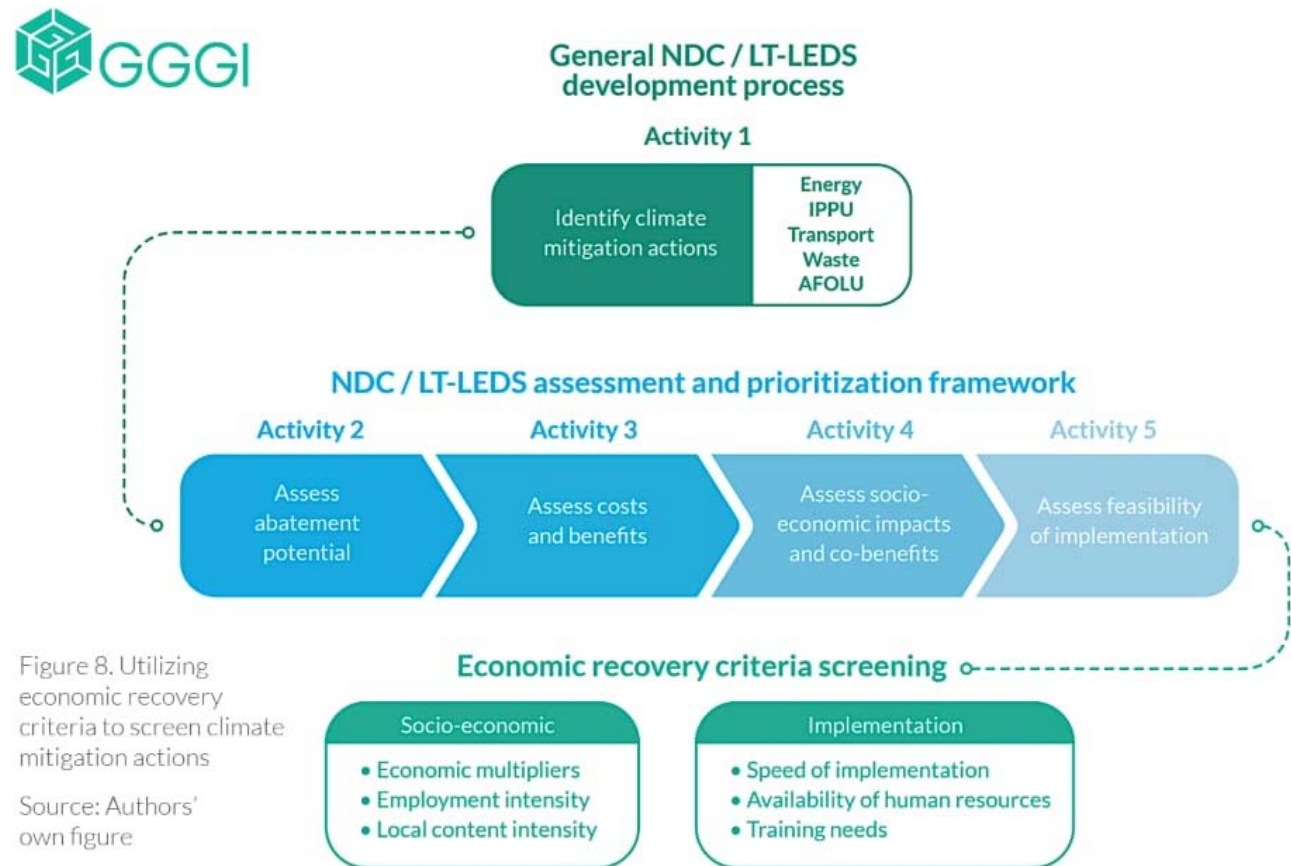 GGGI
General NDC / LT-LEDS
development process
Activity 1
Identify climate
mitigation actions
Energy
IPPU
Transport
Waste
AFOLU
NDC / LT-LEDS assessment and prioritization framework
Activity 2
Activity 3
Activity 4
Activity 5
Assess
abatement
potential
Assess costs
and benefits
Assess socio-
economic impacts
and co-benefits
Assess feasibility
of implementation
Figure 8. Utilizing
economic recovery
criteria to screen climate
mitigation actions
Source: Authors'
own figure
Economic recovery criteria screening
Socio-economic
• Economic multipliers
• Employment intensity
• Local content intensity
Implementation
• Speed of implementation
• Availability of human resources
• Training needs